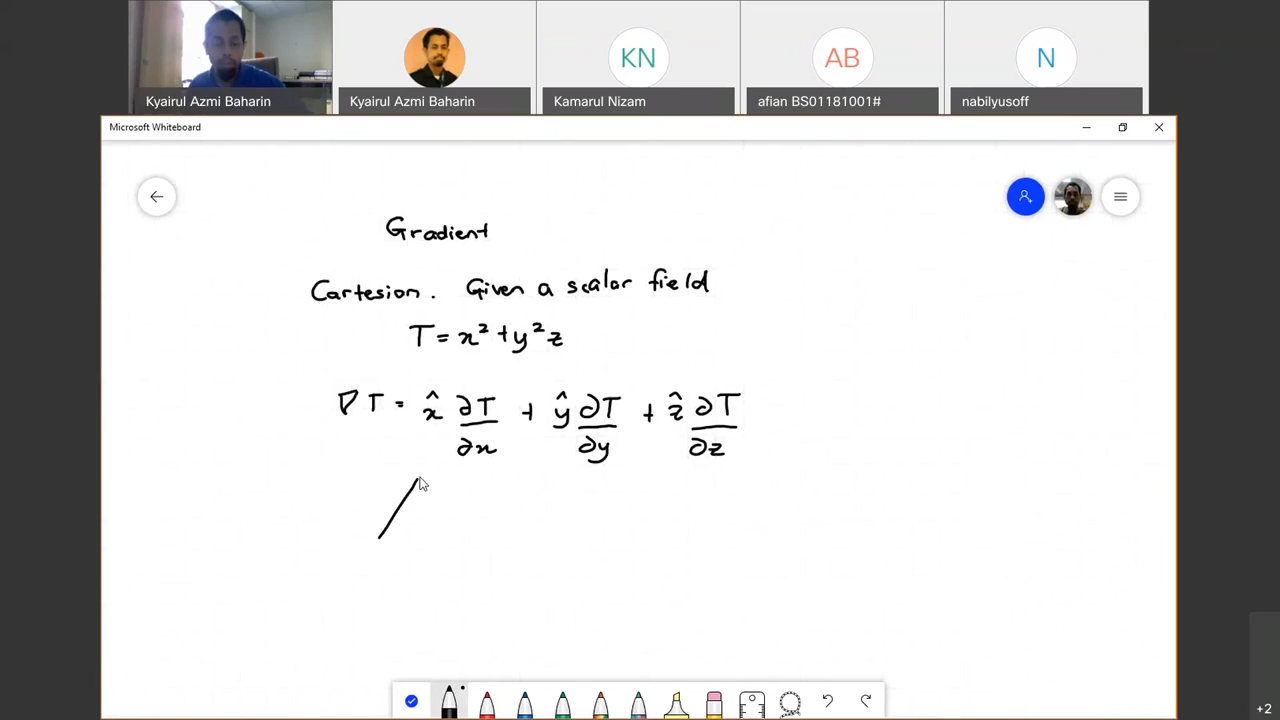 Kyairul Azmi Baharin
Kyairul Azmi Baharin
KN
Kamarul Nizam
AB
afian BS01181001#
N
nabilyusoff
Microsoft Whiteboard
Gradient
Cartesion. Given a scalar field
T = x² + y²z
∇T = x̂ ∂T/∂x + ŷ ∂T/∂y + ẑ ∂T/∂z
+2